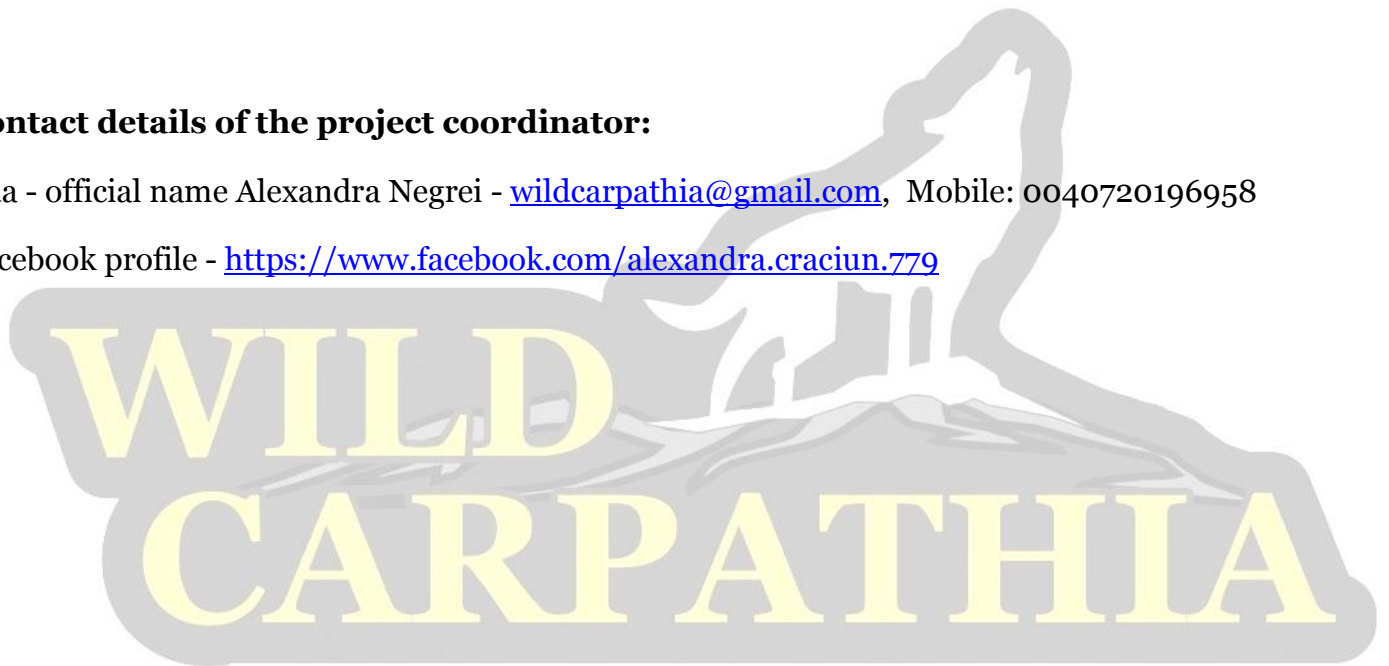 ontact details of the project coordinator:
a - official name Alexandra Negrei - wildcarpathia@gmail.com, Mobile: 0040720196958
cebook profile - https://www.facebook.com/alexandra.craciun.779
WILD
CARPATHIA